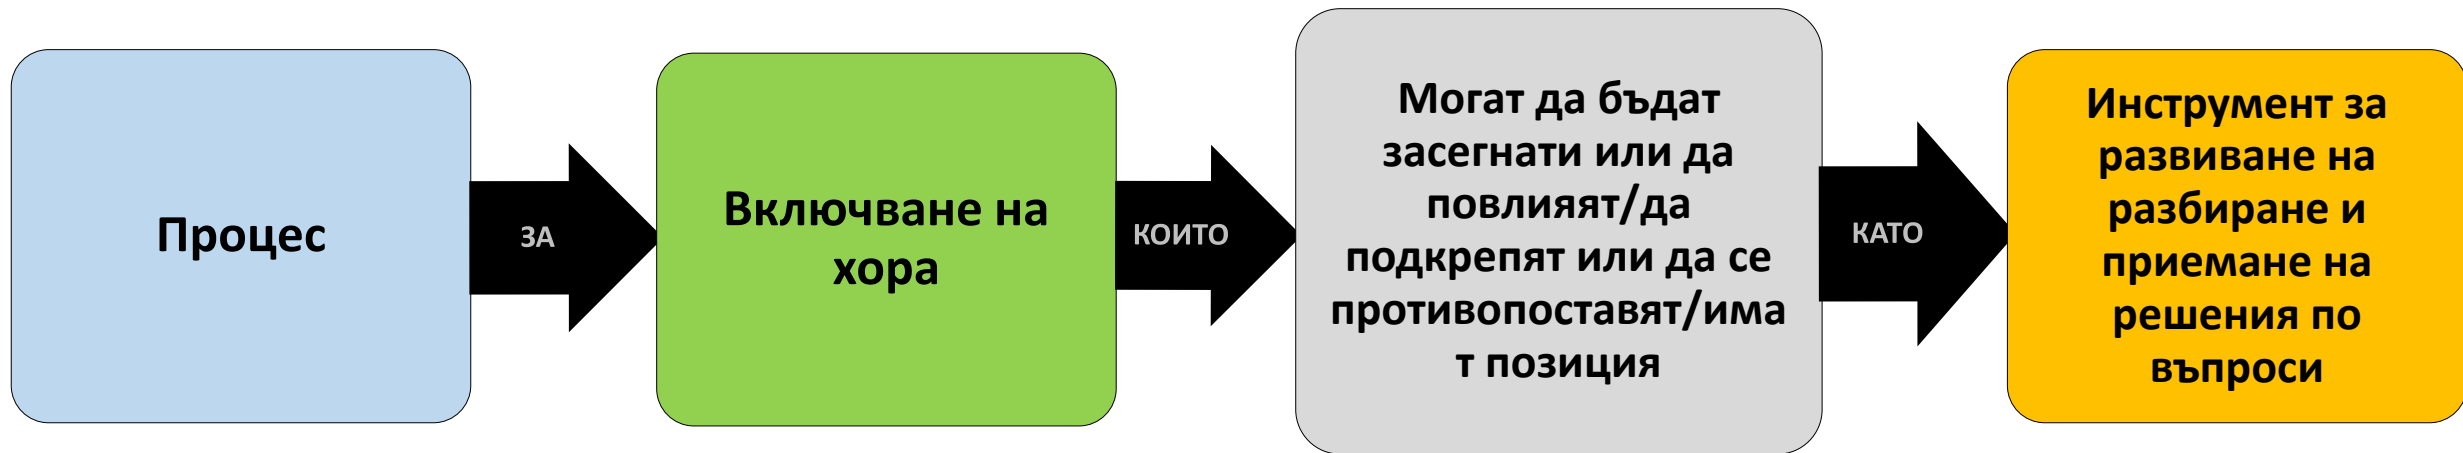 Процес
ЗА
Включване на
хора
КОИТО
Могат да бъдат
засегнати или да
повлияят/да
подкрепят или да се
противопоставят/има
т позиция
КАТО
Инструмент за
развиване на
разбиране и
приемане на
решения по
въпроси